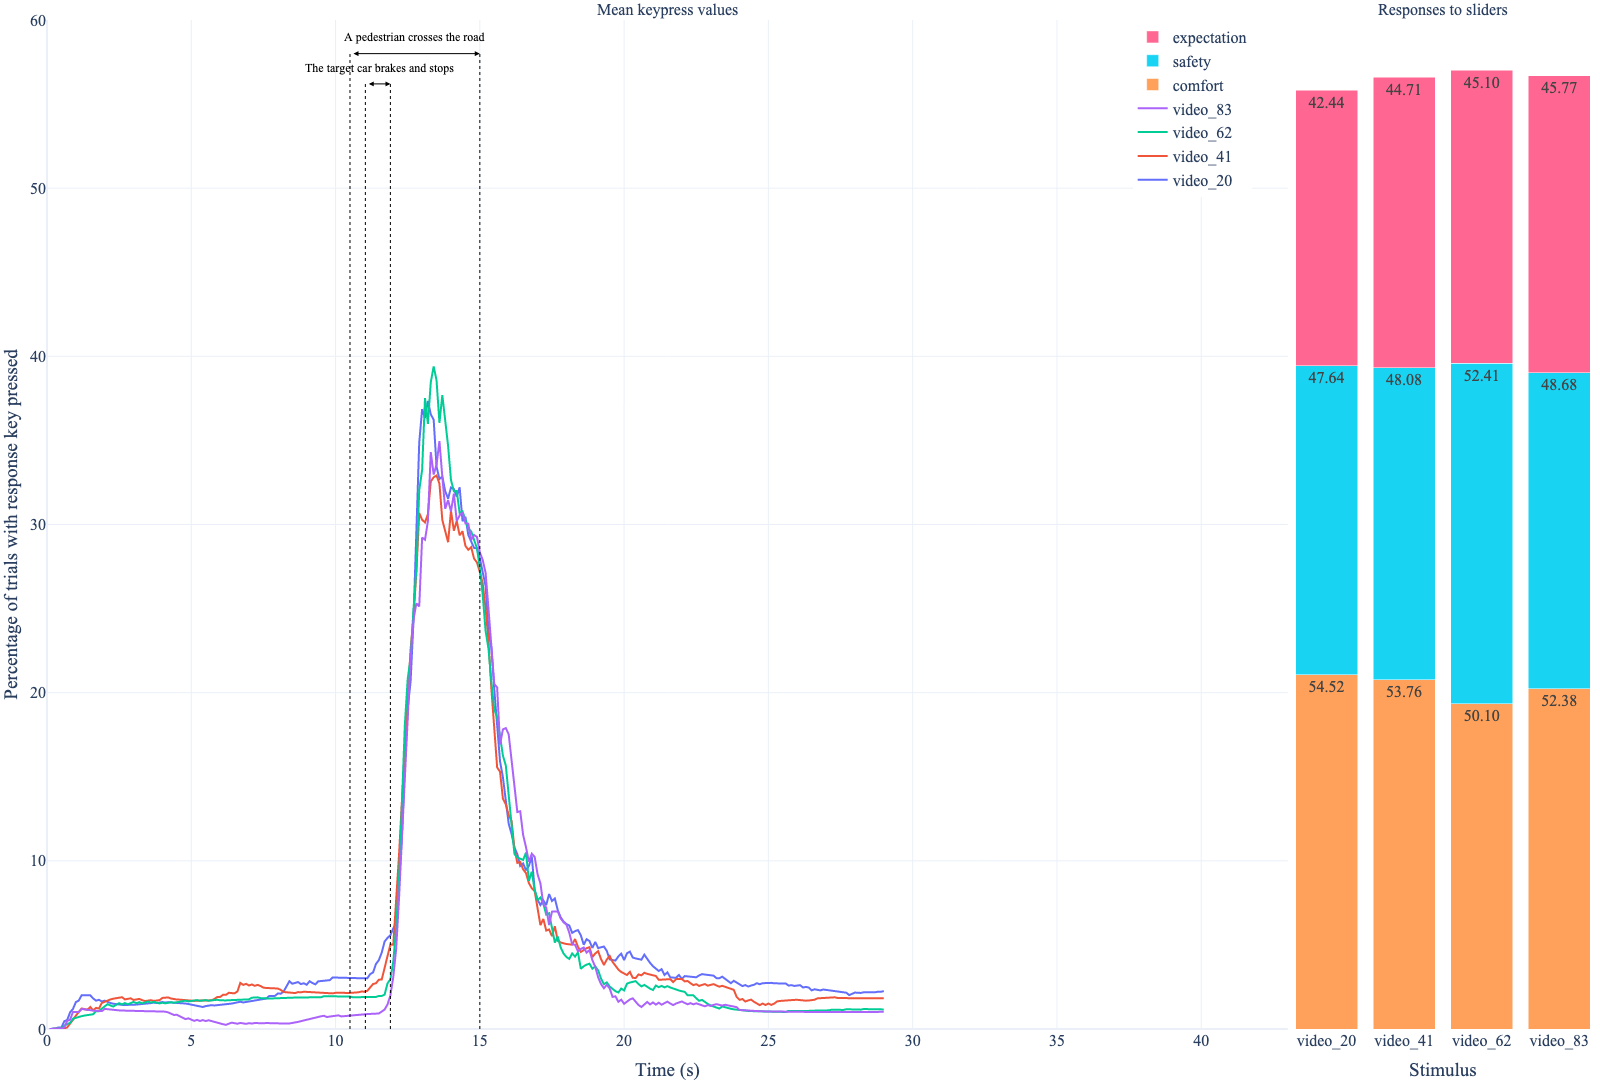 Mean keypress values
Responses to sliders
60
50
40
30
20
10
0
Percentage of trials with response key pressed
A pedestrian crosses the road
The target car brakes and stops
expectation
safety
comfort
video_83
video_62
video_41
video_20
0 5 10 15 20 25 30 35 40
Time (s)
42.44 44.71 45.10 45.77
47.64 48.08 52.41 48.68
54.52 53.76 50.10 52.38
video_20 video_41 video_62 video_83
Stimulus